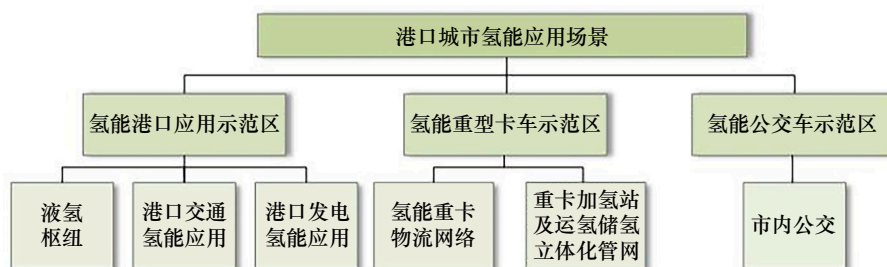 港口城市氢能应用场景
氢能港口应用示范区
氢能重型卡车示范区
氢能公交车示范区
液氢
枢纽
港口交通
氢能应用
港口发电
氢能应用
氢能重卡
物流网络
重卡加氢站
及运氢储氢
立体化管网
市内公交